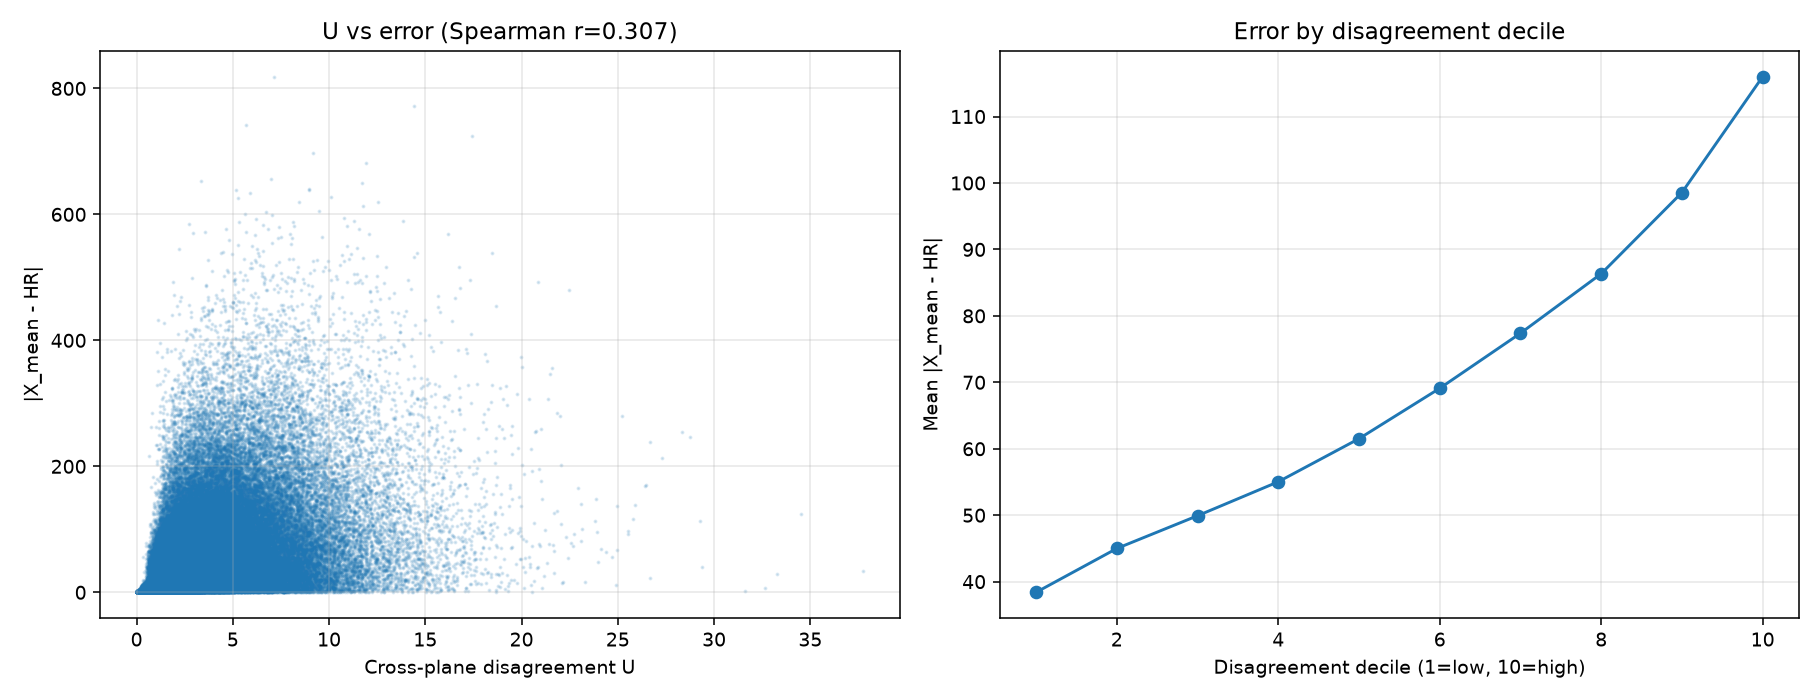 U vs error (Spearman r=0.307)
|X_mean - HR|
800
600
400
200
0
0 5 10 15 20 25 30 35
Cross-plane disagreement U
Error by disagreement decile
Mean |X_mean - HR|
110
100
90
80
70
60
50
40
2 4 6 8 10
Disagreement decile (1=low, 10=high)